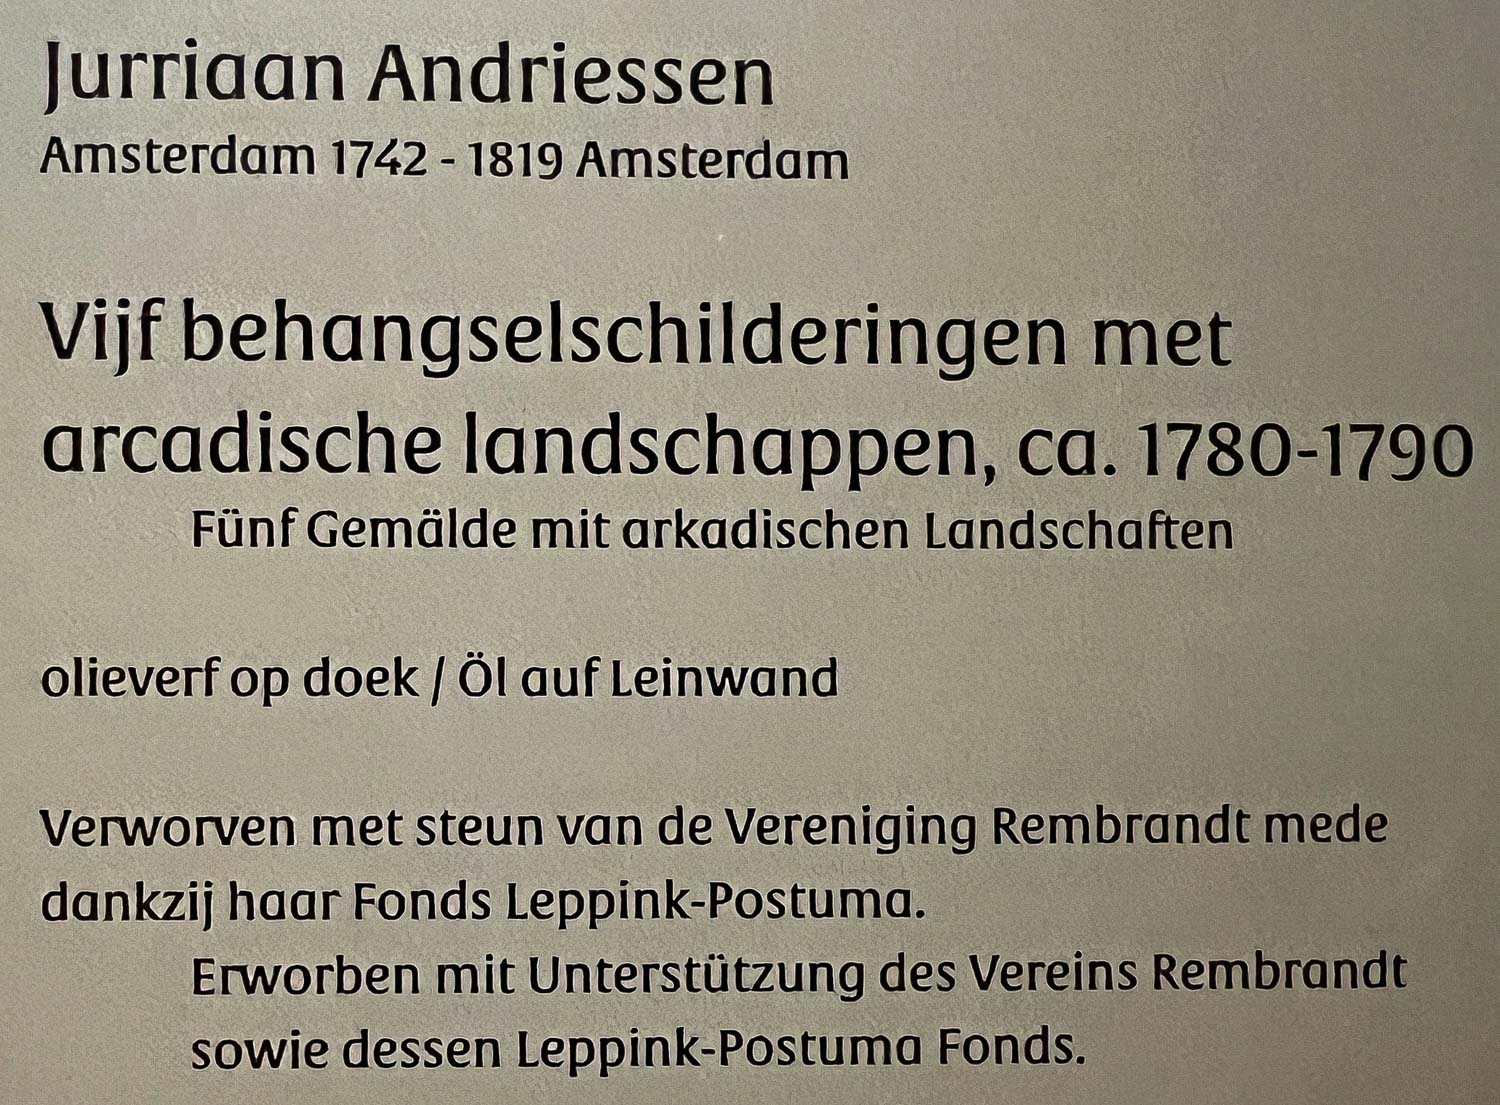 Jurriaan Andriessen
Amsterdam 1742 - 1819 Amsterdam
Vijf behangselschilderingen met
arcadische landschappen, ca. 1780-1790
Fünf Gemälde mit arkadischen Landschaften
olieverf op doek / Öl auf Leinwand
Verworven met steun van de Vereniging Rembrandt mede
dankzij haar Fonds Leppink-Postuma.
Erworben mit Unterstützung des Vereins Rembrandt
sowie dessen Leppink-Postuma Fonds.